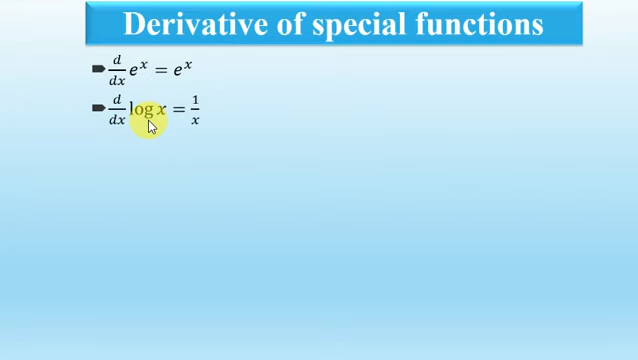 Derivative of special functions
d/dx e^x = e^x
d/dx log x = 1/x